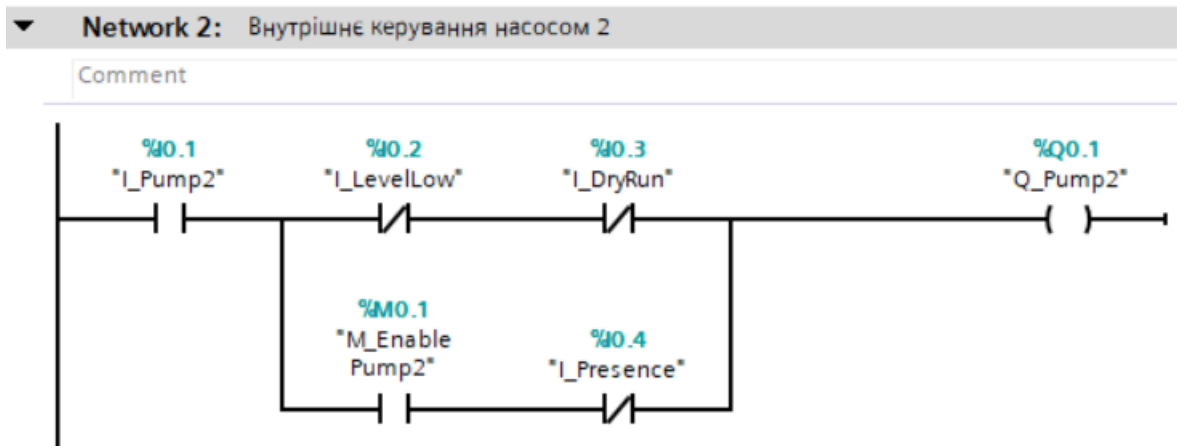 Network 2: Внутрішнє керування насосом 2
Comment
%I0.1
"I_Pump2"
%I0.2
"I_LevelLow"
%I0.3
"I_DryRun"
%Q0.1
"Q_Pump2"
%M0.1
"M_Enable
Pump2"
%I0.4
"I_Presence"